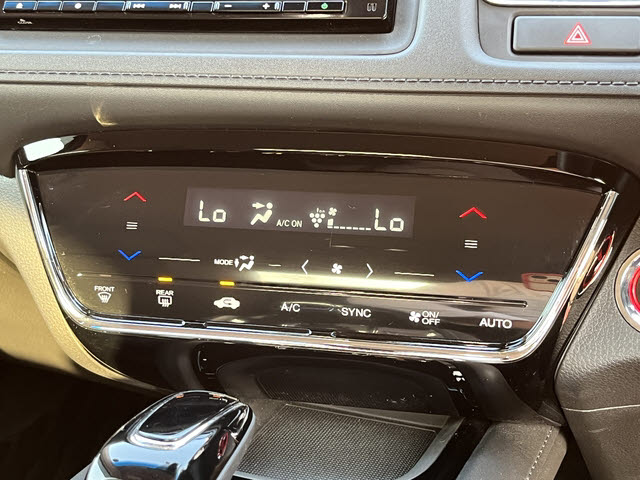 Lo A/C ON Lo
MODE
FRONT
REAR
A/C
SYNC
ON/
OFF
AUTO